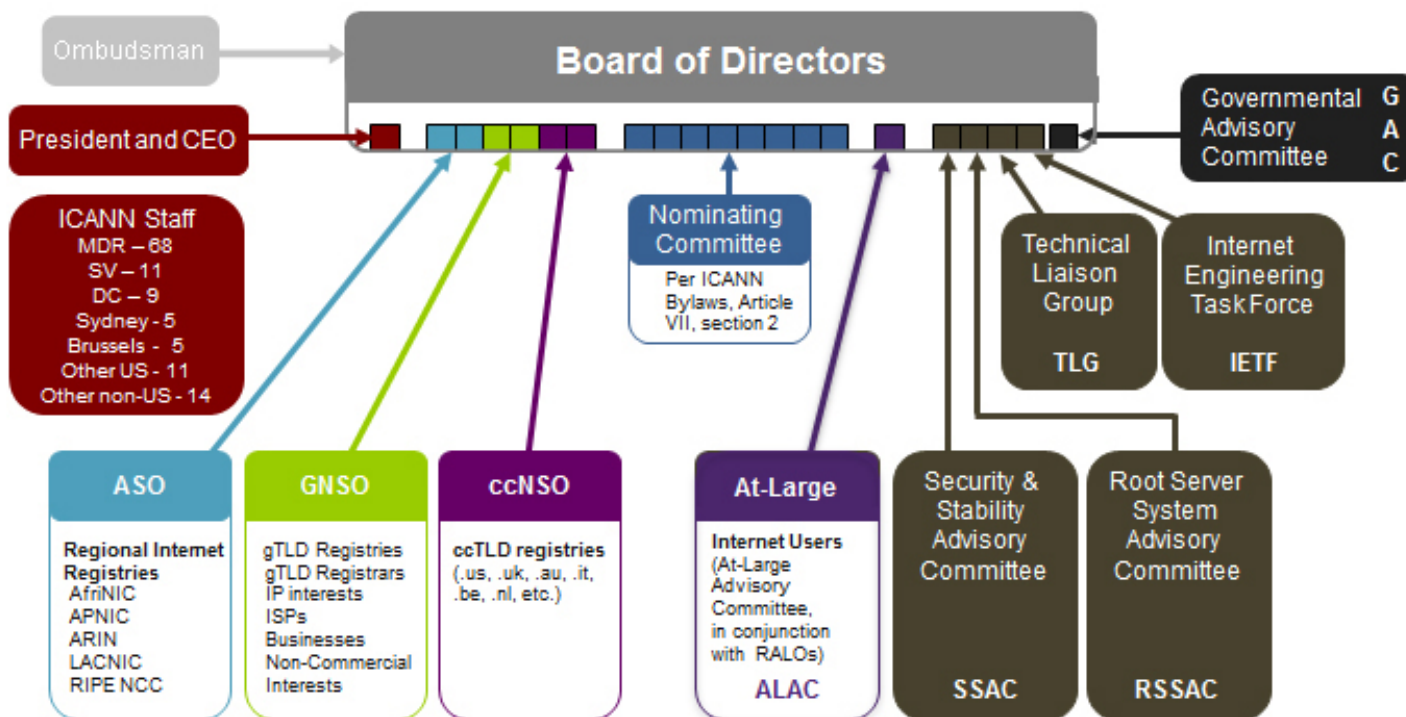 Ombudsman
Board of Directors
President and CEO
Governmental
Advisory
Committee
G
A
C
ICANN Staff
MDR – 68
SV – 11
DC – 9
Sydney - 5
Brussels - 5
Other US - 11
Other non-US - 14
Nominating
Committee
Per ICANN
Bylaws, Article
VII, section 2
Technical
Liaison
Group
TLG
Internet
Engineering
TaskForce
IETF
ASO
Regional Internet
Registries
AfriNIC
APNIC
ARIN
LACNIC
RIPE NCC
GNSO
gTLD Registries
gTLD Registrars
IP interests
ISPs
Businesses
Non-Commercial
Interests
ccNSO
ccTLD registries
(.us, .uk, .au, .it,
.be, .nl, etc.)
At-Large
Internet Users
(At-Large
Advisory
Committee,
in conjunction
with RALOs)
ALAC
Security &
Stability
Advisory
Committee
SSAC
Root Server
System
Advisory
Committee
RSSAC